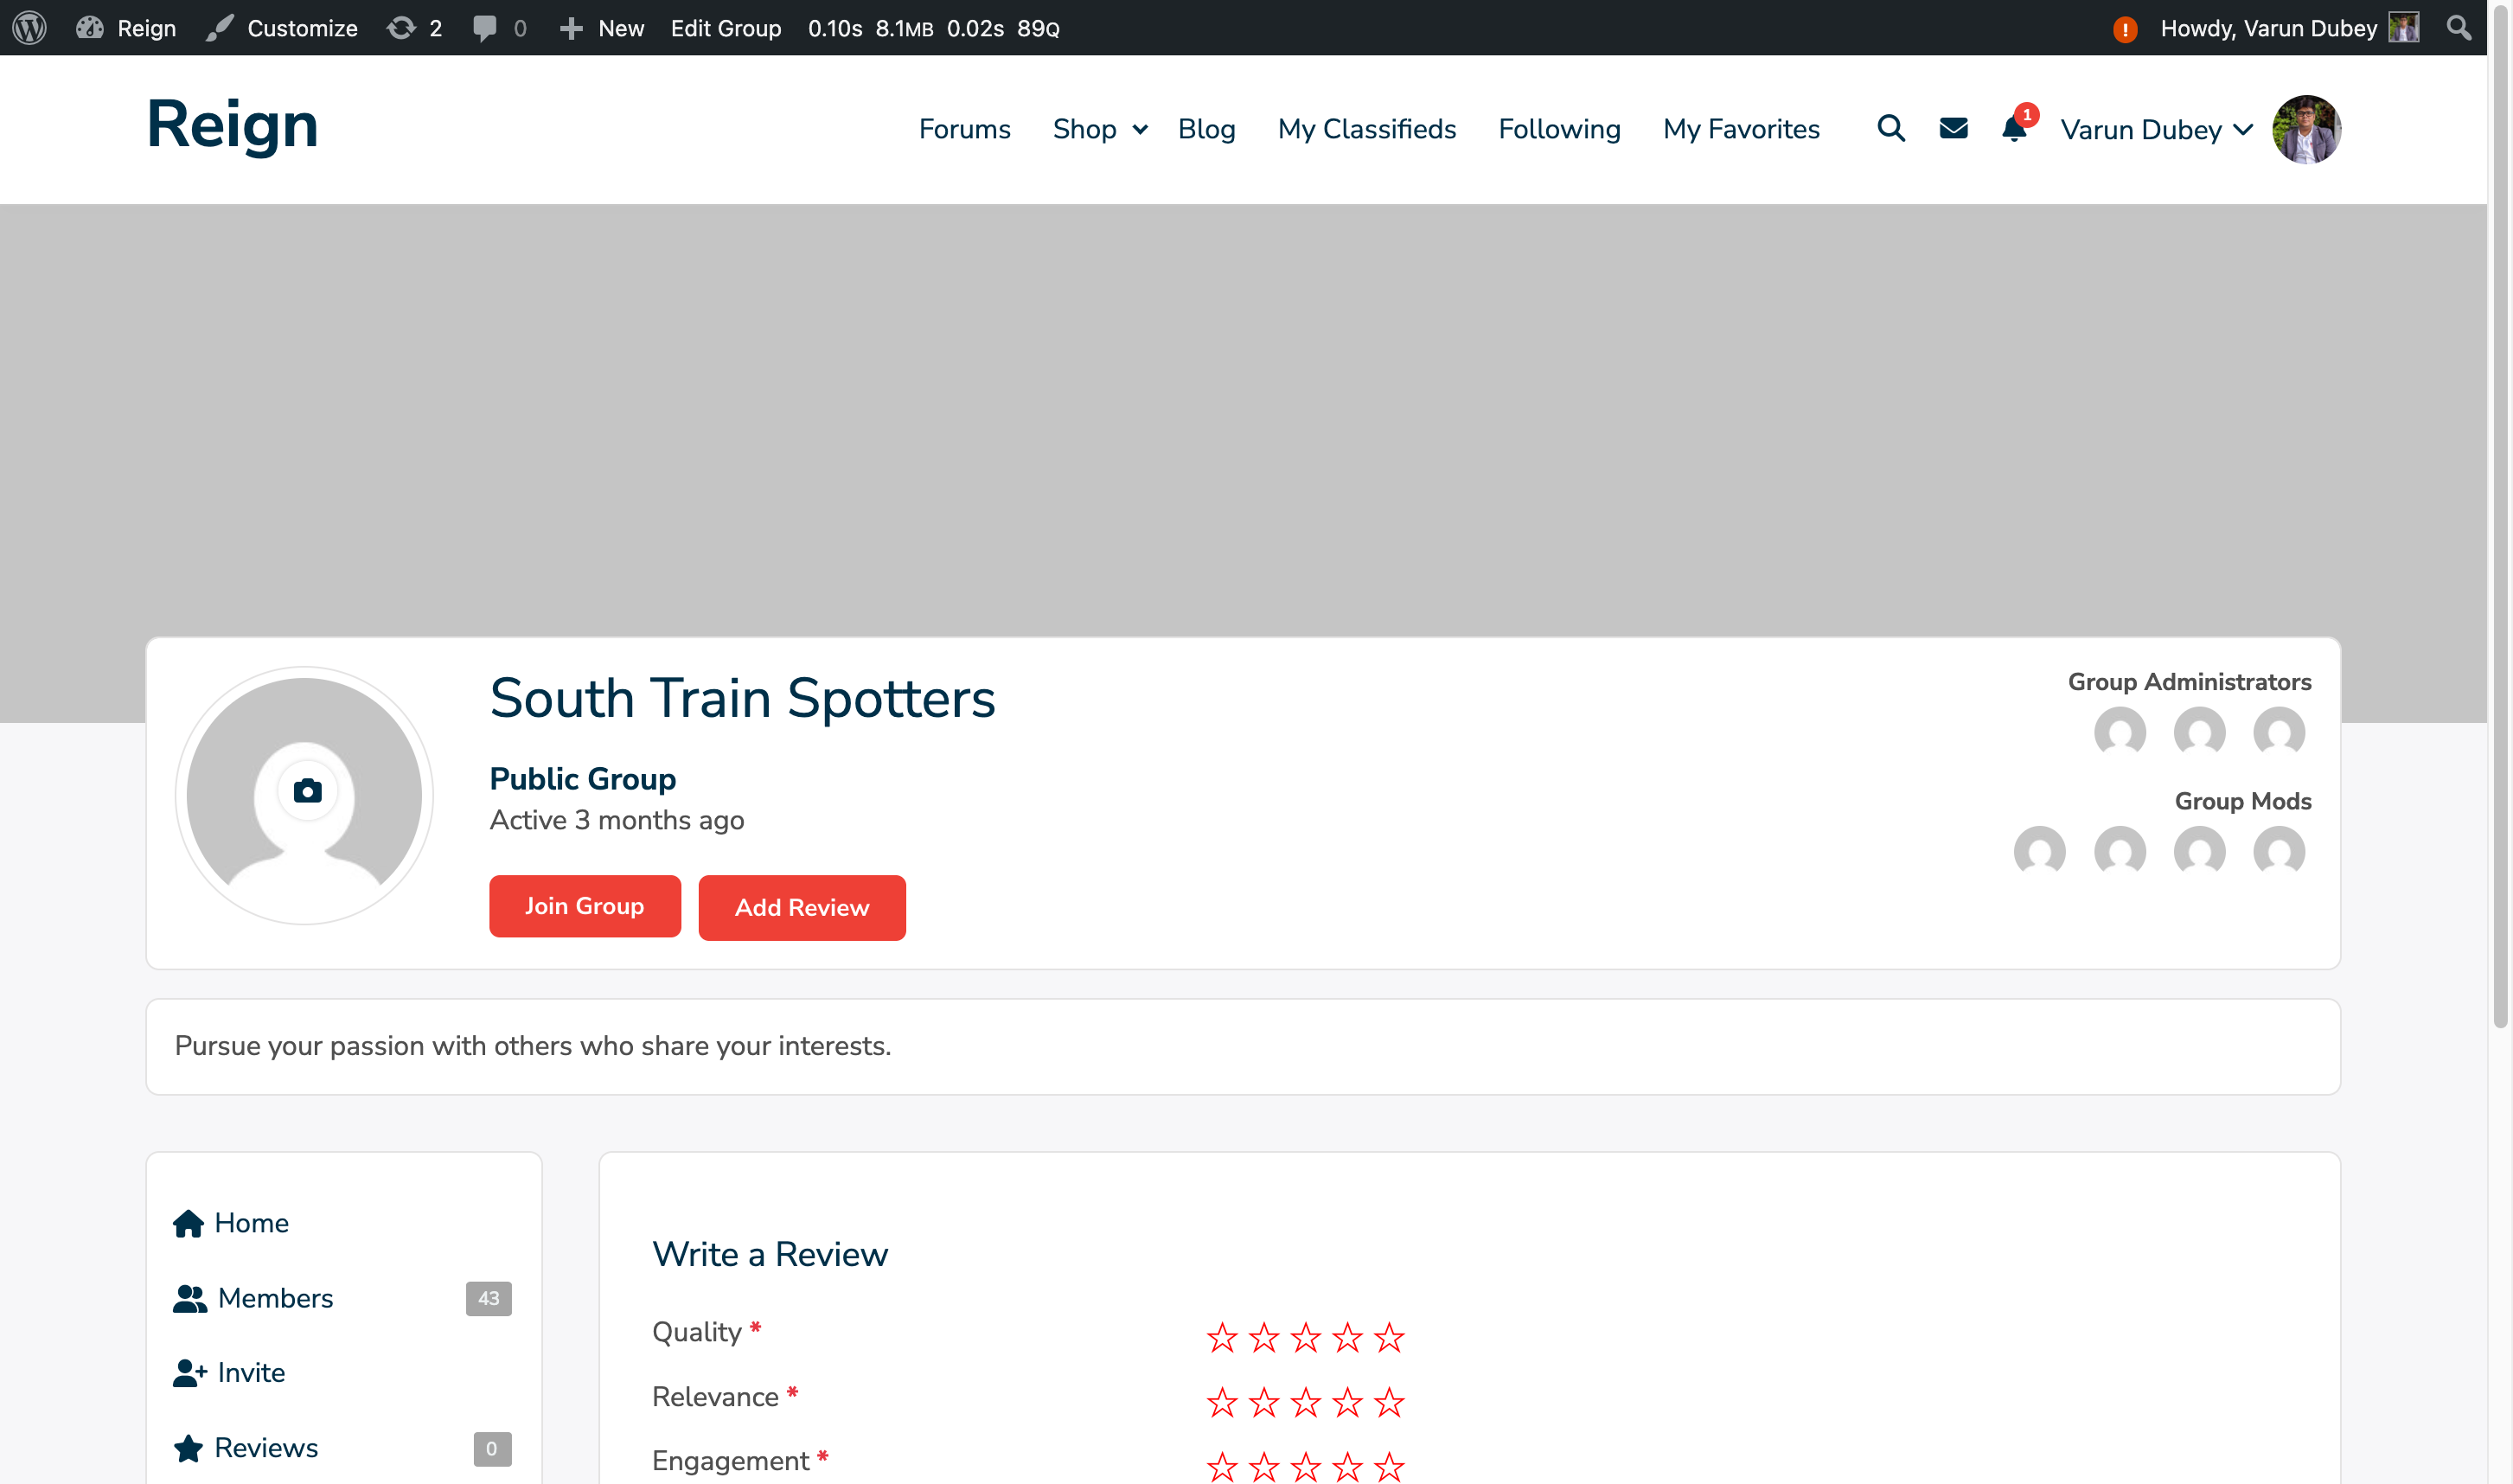 Reign Customize 2 0 New Edit Group 0.10s 8.1MB 0.02s 89Q ! Howdy, Varun Dubey
Reign Forums Shop Blog My Classifieds Following My Favorites 1 Varun Dubey
South Train Spotters
Public Group
Active 3 months ago
Join Group Add Review
Group Administrators
Group Mods
Pursue your passion with others who share your interests.
Home
Members 43
Invite
Reviews 0
Write a Review
Quality *
Relevance *
Engagement *